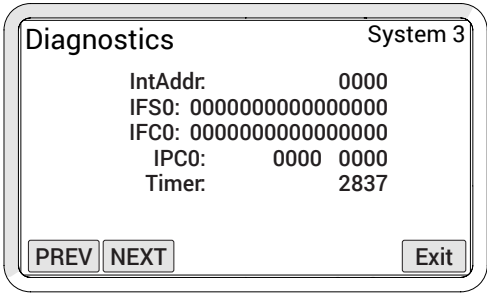 Diagnostics System 3
IntAddr: 0000
IFS0: 0000000000000000
IFC0: 0000000000000000
IPC0: 0000 0000
Timer: 2837
PREV NEXT Exit